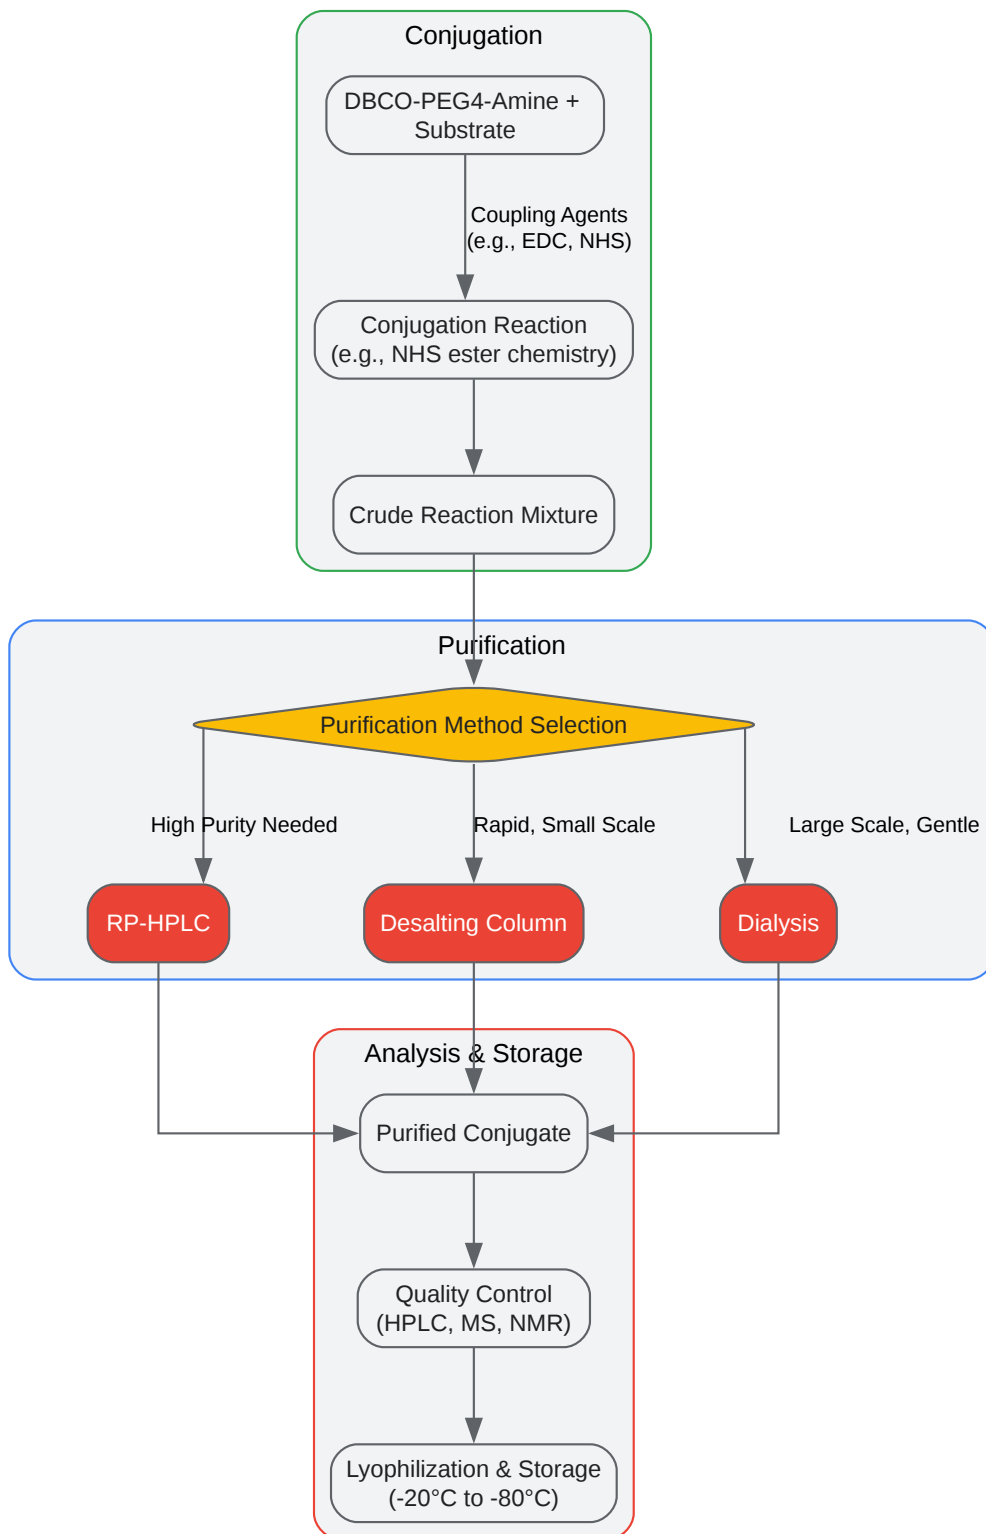 Conjugation
DBCO-PEG4-Amine +
Substrate
Coupling Agents
(e.g., EDC, NHS)
Conjugation Reaction
(e.g., NHS ester chemistry)
Crude Reaction Mixture
Purification
Purification Method Selection
High Purity Needed
Rapid, Small Scale
Large Scale, Gentle
RP-HPLC
Desalting Column
Dialysis
Analysis & Storage
Purified Conjugate
Quality Control
(HPLC, MS, NMR)
Lyophilization & Storage
(-20°C to -80°C)